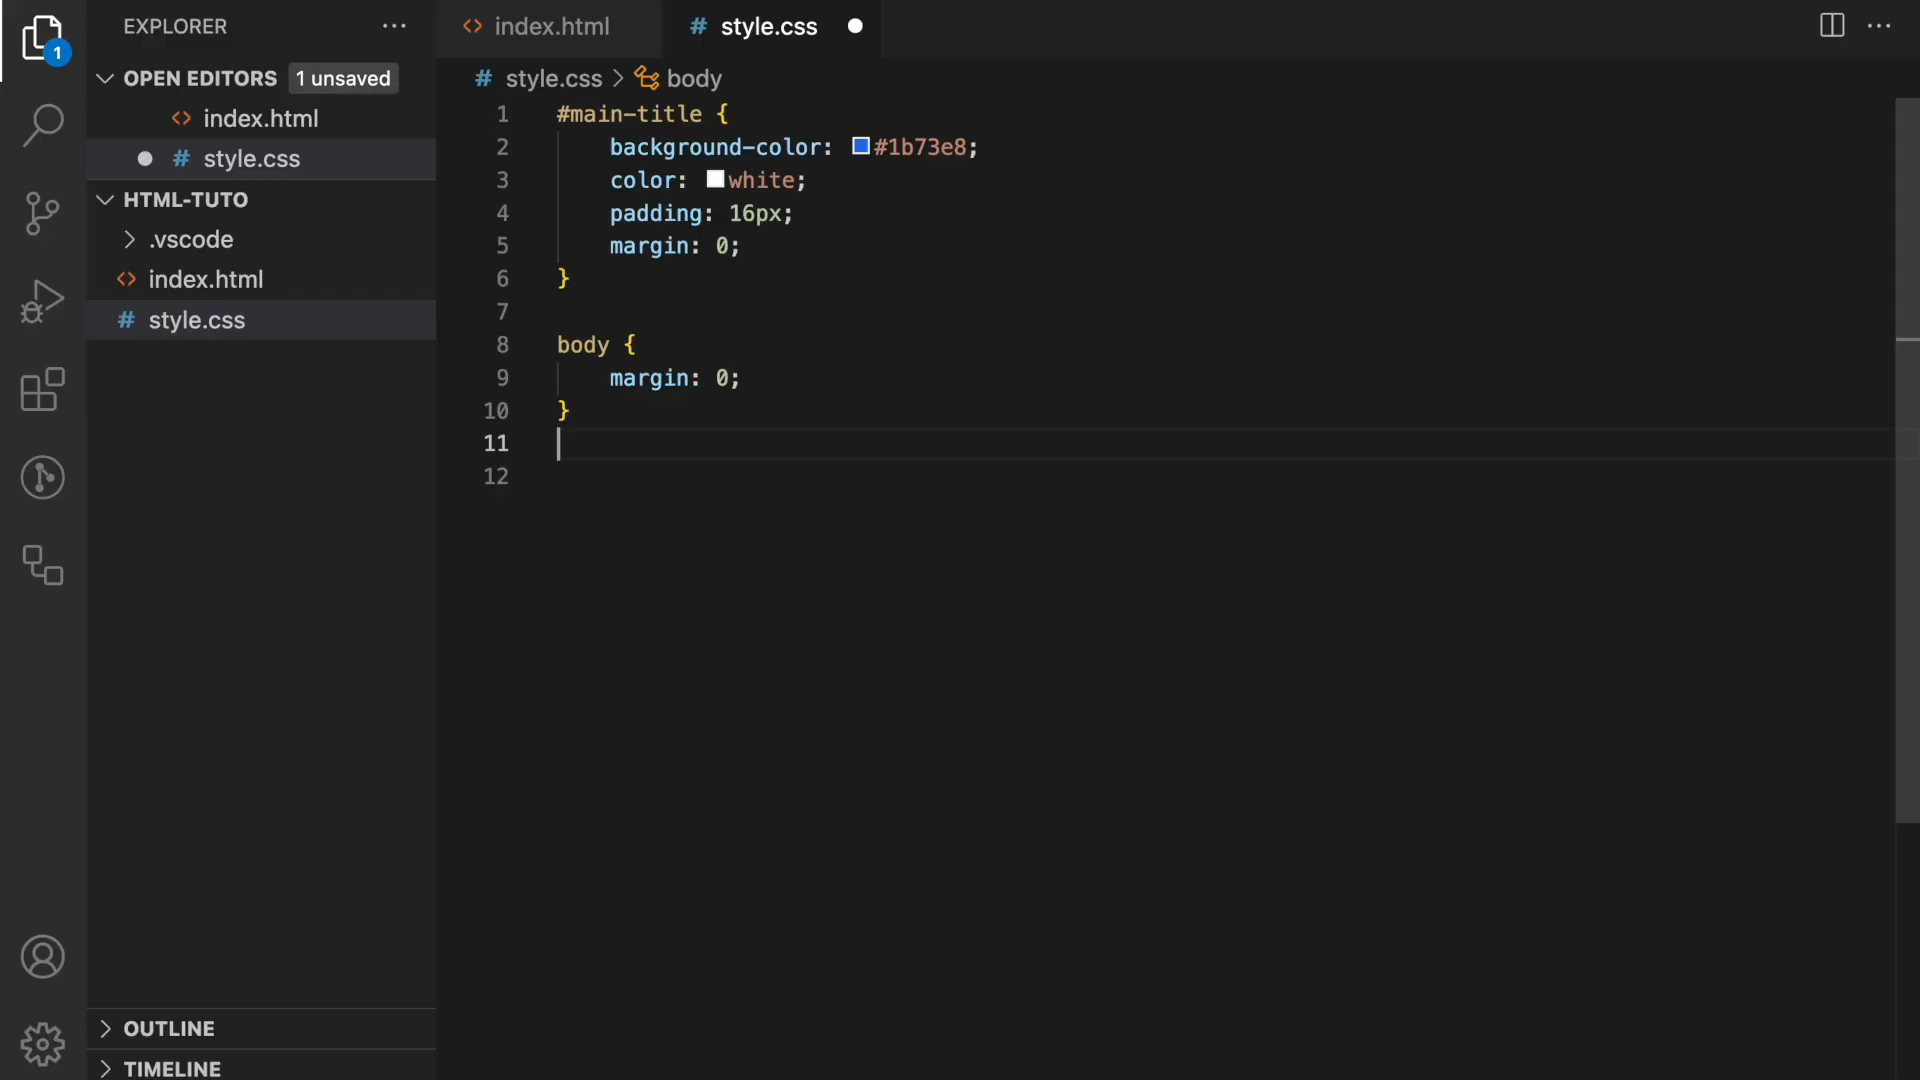 EXPLORER ···
1
OPEN EDITORS 1 unsaved
index.html
style.css
HTML-TUTO
.vscode
index.html
style.css
OUTLINE
TIMELINE
index.html
# style.css
# style.css > body
1 #main-title {
2 background-color: #1b73e8;
3 color: white;
4 padding: 16px;
5 margin: 0;
6 }
7
8 body {
9 margin: 0;
10 }
11
12